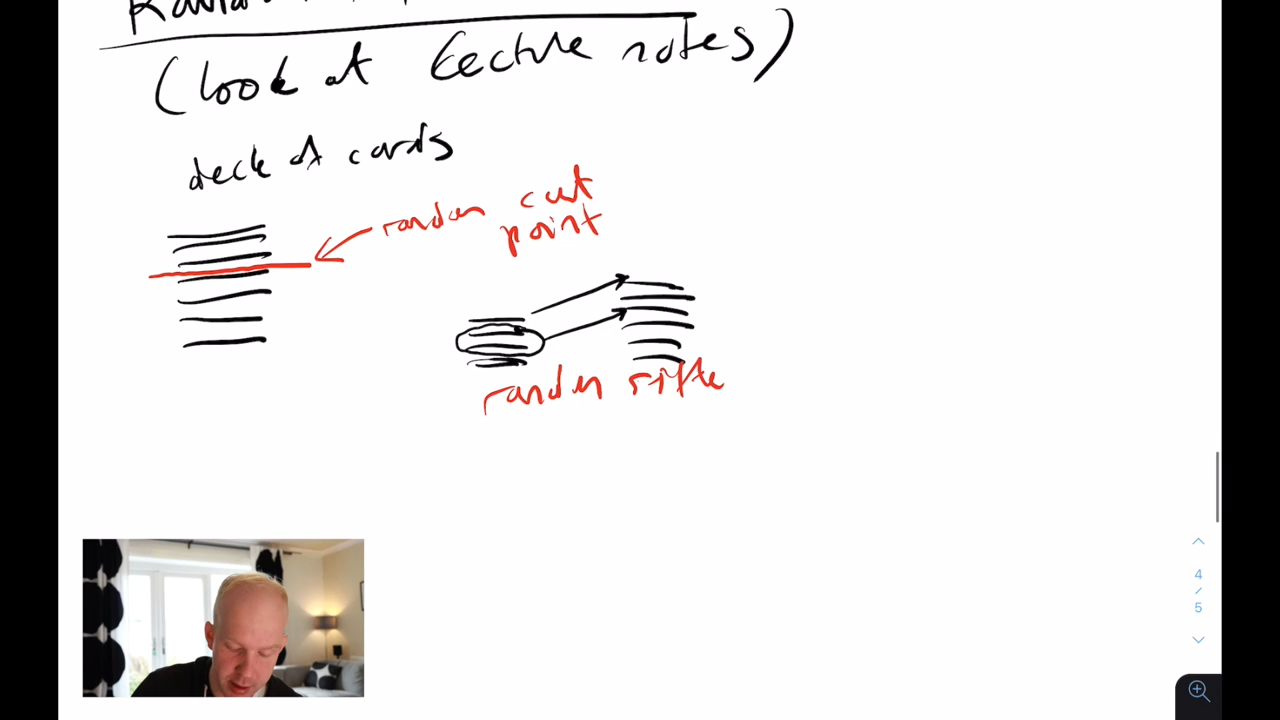 (look at lecture notes)
deck of cards
random cut
point
random riffle
4
/
5